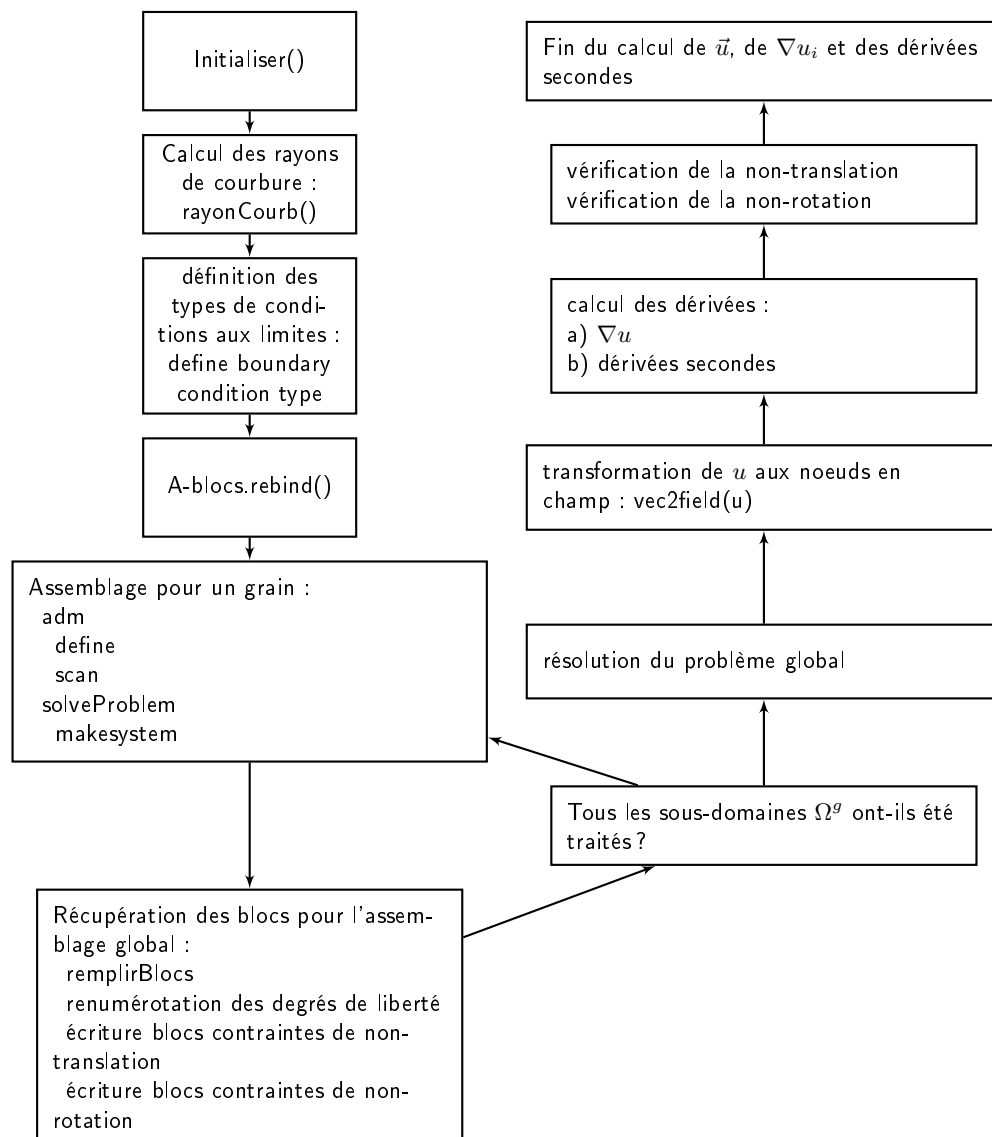 Initialiser()
Calcul des rayons
de courbure :
rayonCourb()
définition des
types de condi-
tions aux limites :
define boundary
condition type
A-blocs.rebind()
Assemblage pour un grain :
adm
define
scan
solveProblem
makesystem
Récupération des blocs pour l'assem-
blage global :
remplirBlocs
renumérotation des degrés de liberté
écriture blocs contraintes de non-
translation
écriture blocs contraintes de non-
rotation
Tous les sous-domaines Ω^g ont-ils été
traités ?
résolution du problème global
transformation de u aux noeuds en
champ : vec2field(u)
calcul des dérivées :
a) ∇u
b) dérivées secondes
vérification de la non-translation
vérification de la non-rotation
Fin du calcul de u⃗, de ∇u_i et des dérivées
secondes